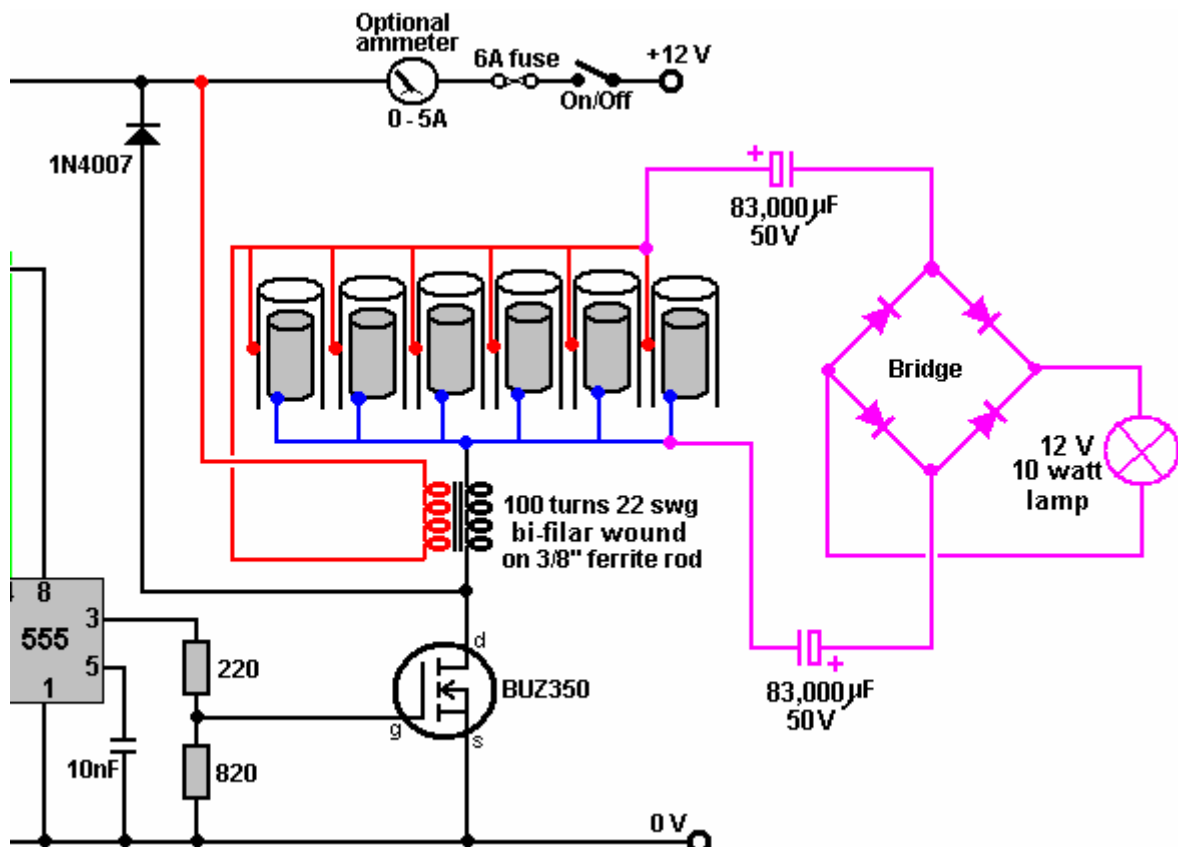 Optional
ammeter
6A fuse
+12 V
On/Off
0 - 5A
1N4007
+
83,000µF
50V
Bridge
12 V
10 watt
lamp
100 turns 22 swg
bi-filar wound
on 3/8" ferrite rod
8
3
555
5
1
220
d
BUZ350
g
s
+
83,000µF
50V
10nF
820
0 V